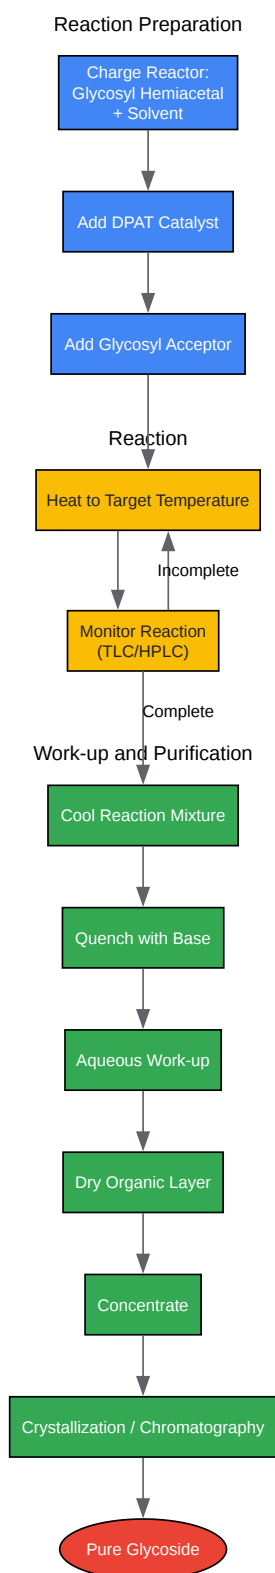 Reaction Preparation
Charge Reactor:
Glycosyl Hemiacetal
+ Solvent
Add DPAT Catalyst
Add Glycosyl Acceptor
Reaction
Heat to Target Temperature
Incomplete
Monitor Reaction
(TLC/HPLC)
Complete
Work-up and Purification
Cool Reaction Mixture
Quench with Base
Aqueous Work-up
Dry Organic Layer
Concentrate
Crystallization / Chromatography
Pure Glycoside